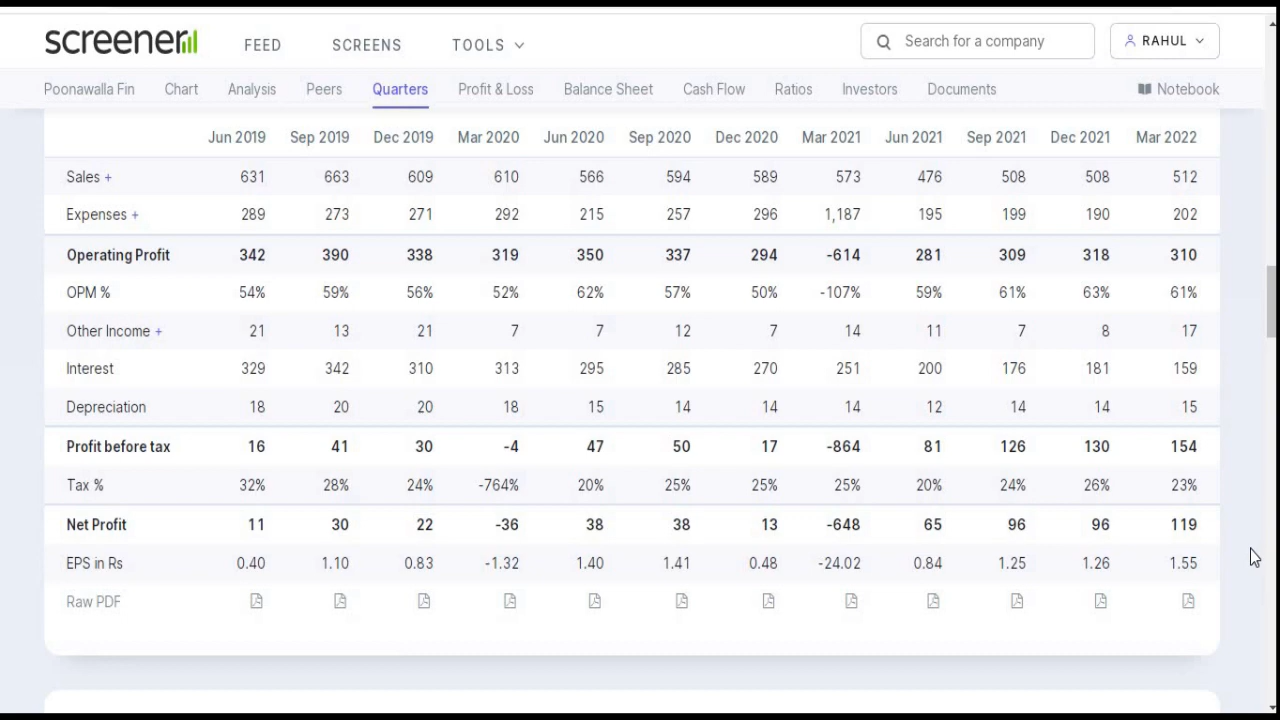 screener FEED SCREENS TOOLS Search for a company RAHUL
Poonawalla Fin Chart Analysis Peers Quarters Profit & Loss Balance Sheet Cash Flow Ratios Investors Documents Notebook
Jun 2019 Sep 2019 Dec 2019 Mar 2020 Jun 2020 Sep 2020 Dec 2020 Mar 2021 Jun 2021 Sep 2021 Dec 2021 Mar 2022
Sales + 631 663 609 610 566 594 589 573 476 508 508 512
Expenses + 289 273 271 292 215 257 296 1,187 195 199 190 202
Operating Profit 342 390 338 319 350 337 294 -614 281 309 318 310
OPM % 54% 59% 56% 52% 62% 57% 50% -107% 59% 61% 63% 61%
Other Income + 21 13 21 7 7 12 7 14 11 7 8 17
Interest 329 342 310 313 295 285 270 251 200 176 181 159
Depreciation 18 20 20 18 15 14 14 14 12 14 14 15
Profit before tax 16 41 30 -4 47 50 17 -864 81 126 130 154
Tax % 32% 28% 24% -764% 20% 25% 25% 25% 20% 24% 26% 23%
Net Profit 11 30 22 -36 38 38 13 -648 65 96 96 119
EPS in Rs 0.40 1.10 0.83 -1.32 1.40 1.41 0.48 -24.02 0.84 1.25 1.26 1.55
Raw PDF